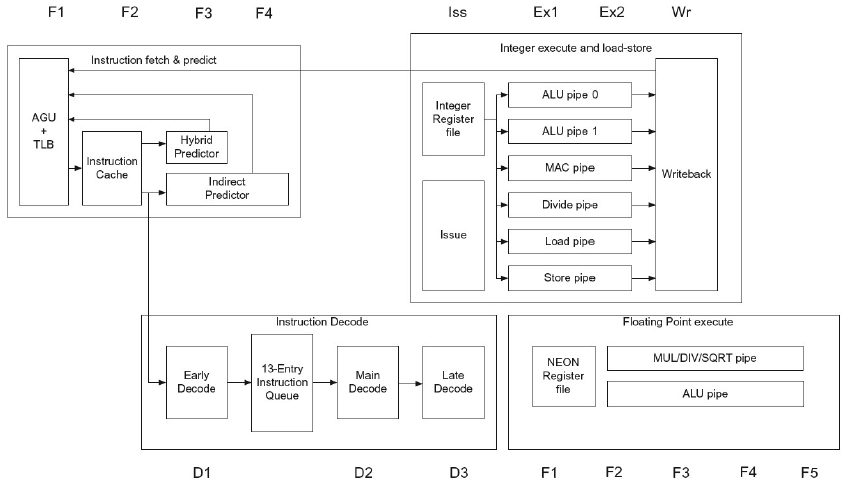 F1 F2 F3 F4 Iss Ex1 Ex2 Wr
Instruction fetch & predict
AGU
+
TLB
Instruction
Cache
Hybrid
Predictor
Indirect
Predictor
Integer execute and load-store
Integer
Register
file
Issue
ALU pipe 0
ALU pipe 1
MAC pipe
Divide pipe
Load pipe
Store pipe
Writeback
Instruction Decode
Early
Decode
13-Entry
Instruction
Queue
Main
Decode
Late
Decode
Floating Point execute
NEON
Register
file
MUL/DIV/SQRT pipe
ALU pipe
D1 D2 D3 F1 F2 F3 F4 F5